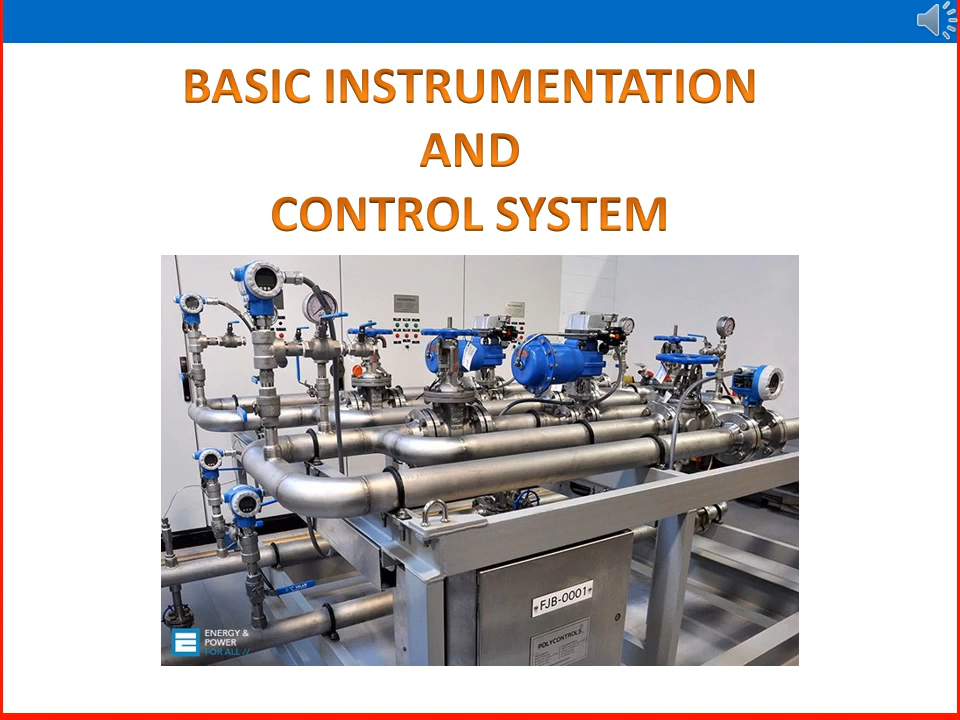 BASIC INSTRUMENTATION
AND
CONTROL SYSTEM
FJB-0001
POLYCONTROLS
ENERGY &
POWER
FOR ALL //